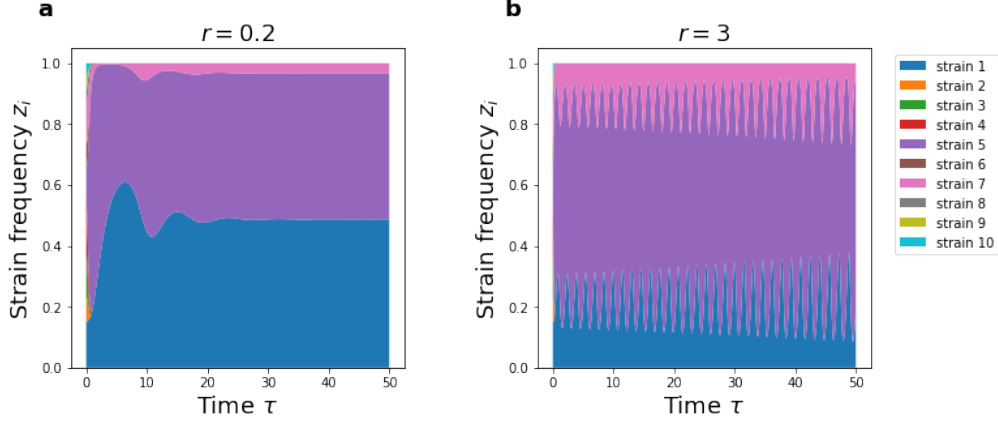 a
r = 0.2
Strain frequency z_i
1.0
0.8
0.6
0.4
0.2
0.0
0 10 20 30 40 50
Time τ
b
r = 3
Strain frequency z_i
1.0
0.8
0.6
0.4
0.2
0.0
0 10 20 30 40 50
Time τ
strain 1
strain 2
strain 3
strain 4
strain 5
strain 6
strain 7
strain 8
strain 9
strain 10